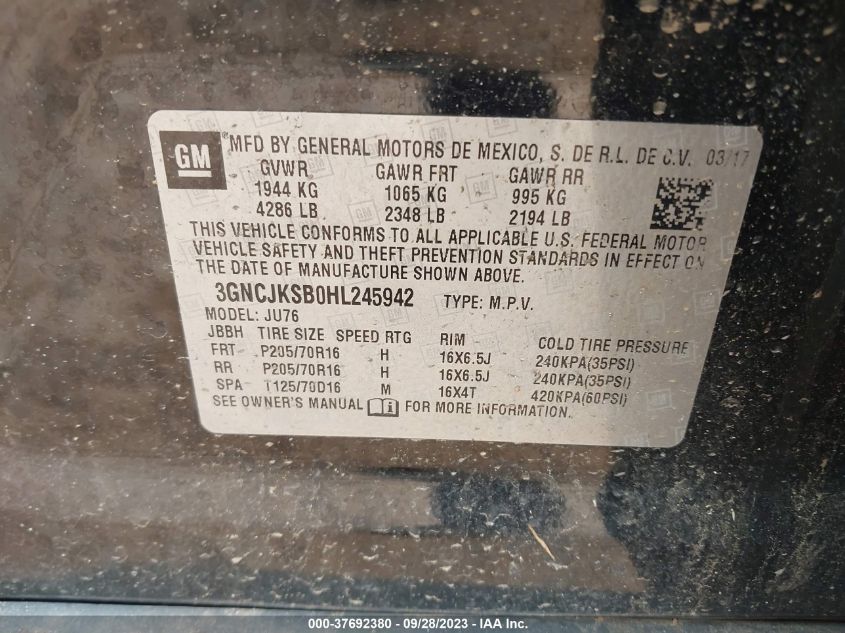 GM ® MFD BY GENERAL MOTORS DE MEXICO, S. DE R.L. DE C.V. 03/17
GVWR GAWR FRT GAWR RR
1944 KG 1065 KG 995 KG
4286 LB 2348 LB 2194 LB
THIS VEHICLE CONFORMS TO ALL APPLICABLE U.S. FEDERAL MOTOR
VEHICLE SAFETY AND THEFT PREVENTION STANDARDS IN EFFECT ON
THE DATE OF MANUFACTURE SHOWN ABOVE.
3GNCJKSB0HL245942 TYPE: M.P.V.
MODEL: JU76
JBBH TIRE SIZE SPEED RTG RIM COLD TIRE PRESSURE
FRT P205/70R16 H 16X6.5J 240KPA(35PSI)
RR P205/70R16 H 16X6.5J 240KPA(35PSI)
SPA T125/70D16 M 16X4T 420KPA(60PSI)
SEE OWNER'S MANUAL FOR MORE INFORMATION.
000-37692380 - 09/28/2023 - IAA Inc.